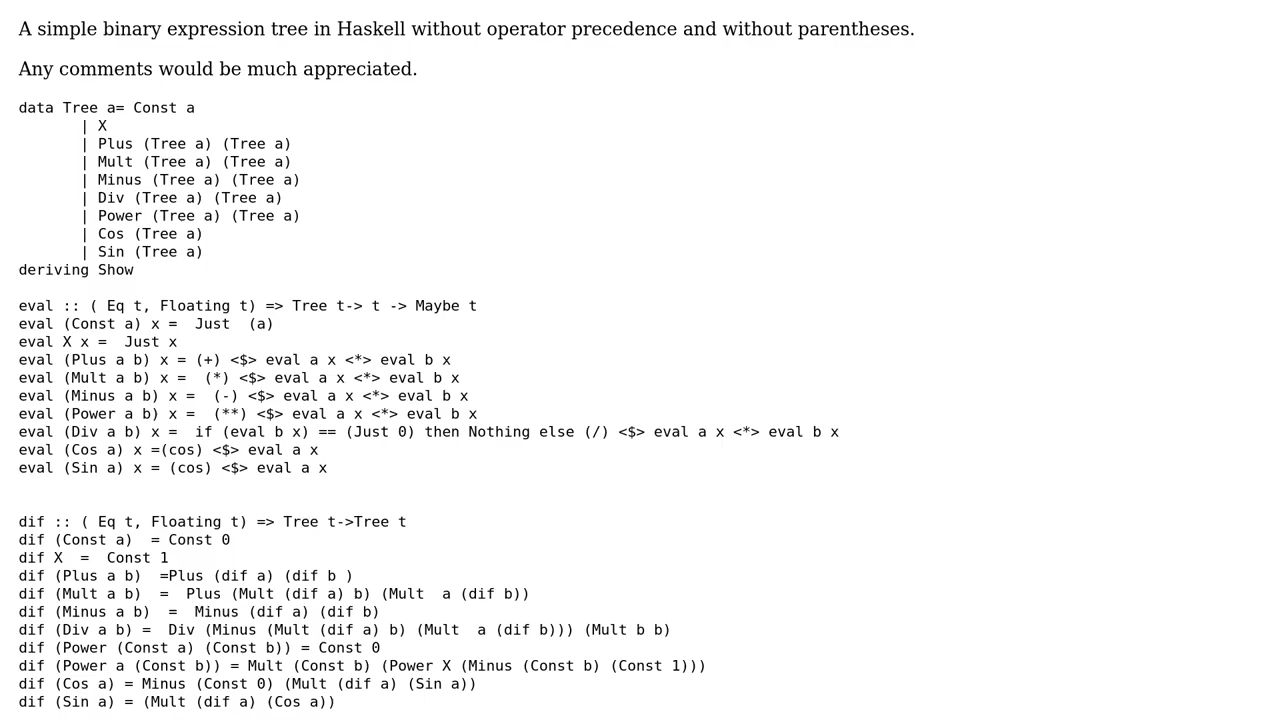 A simple binary expression tree in Haskell without operator precedence and without parentheses.
Any comments would be much appreciated.
data Tree a= Const a
       | X
       | Plus (Tree a) (Tree a)
       | Mult (Tree a) (Tree a)
       | Minus (Tree a) (Tree a)
       | Div (Tree a) (Tree a)
       | Power (Tree a) (Tree a)
       | Cos (Tree a)
       | Sin (Tree a)
deriving Show
eval :: ( Eq t, Floating t) => Tree t-> t -> Maybe t
eval (Const a) x =  Just  (a)
eval X x =  Just x
eval (Plus a b) x = (+) <$> eval a x <*> eval b x
eval (Mult a b) x =  (*) <$> eval a x <*> eval b x
eval (Minus a b) x =  (-) <$> eval a x <*> eval b x
eval (Power a b) x =  (**) <$> eval a x <*> eval b x
eval (Div a b) x =  if (eval b x) == (Just 0) then Nothing else (/) <$> eval a x <*> eval b x
eval (Cos a) x =(cos) <$> eval a x
eval (Sin a) x = (cos) <$> eval a x
dif :: ( Eq t, Floating t) => Tree t->Tree t
dif (Const a)  = Const 0
dif X  =  Const 1
dif (Plus a b)  =Plus (dif a) (dif b )
dif (Mult a b)  =  Plus (Mult (dif a) b) (Mult  a (dif b))
dif (Minus a b)  =  Minus (dif a) (dif b)
dif (Div a b) =  Div (Minus (Mult (dif a) b) (Mult  a (dif b))) (Mult b b)
dif (Power (Const a) (Const b)) = Const 0
dif (Power a (Const b)) = Mult (Const b) (Power X (Minus (Const b) (Const 1)))
dif (Cos a) = Minus (Const 0) (Mult (dif a) (Sin a))
dif (Sin a) = (Mult (dif a) (Cos a))